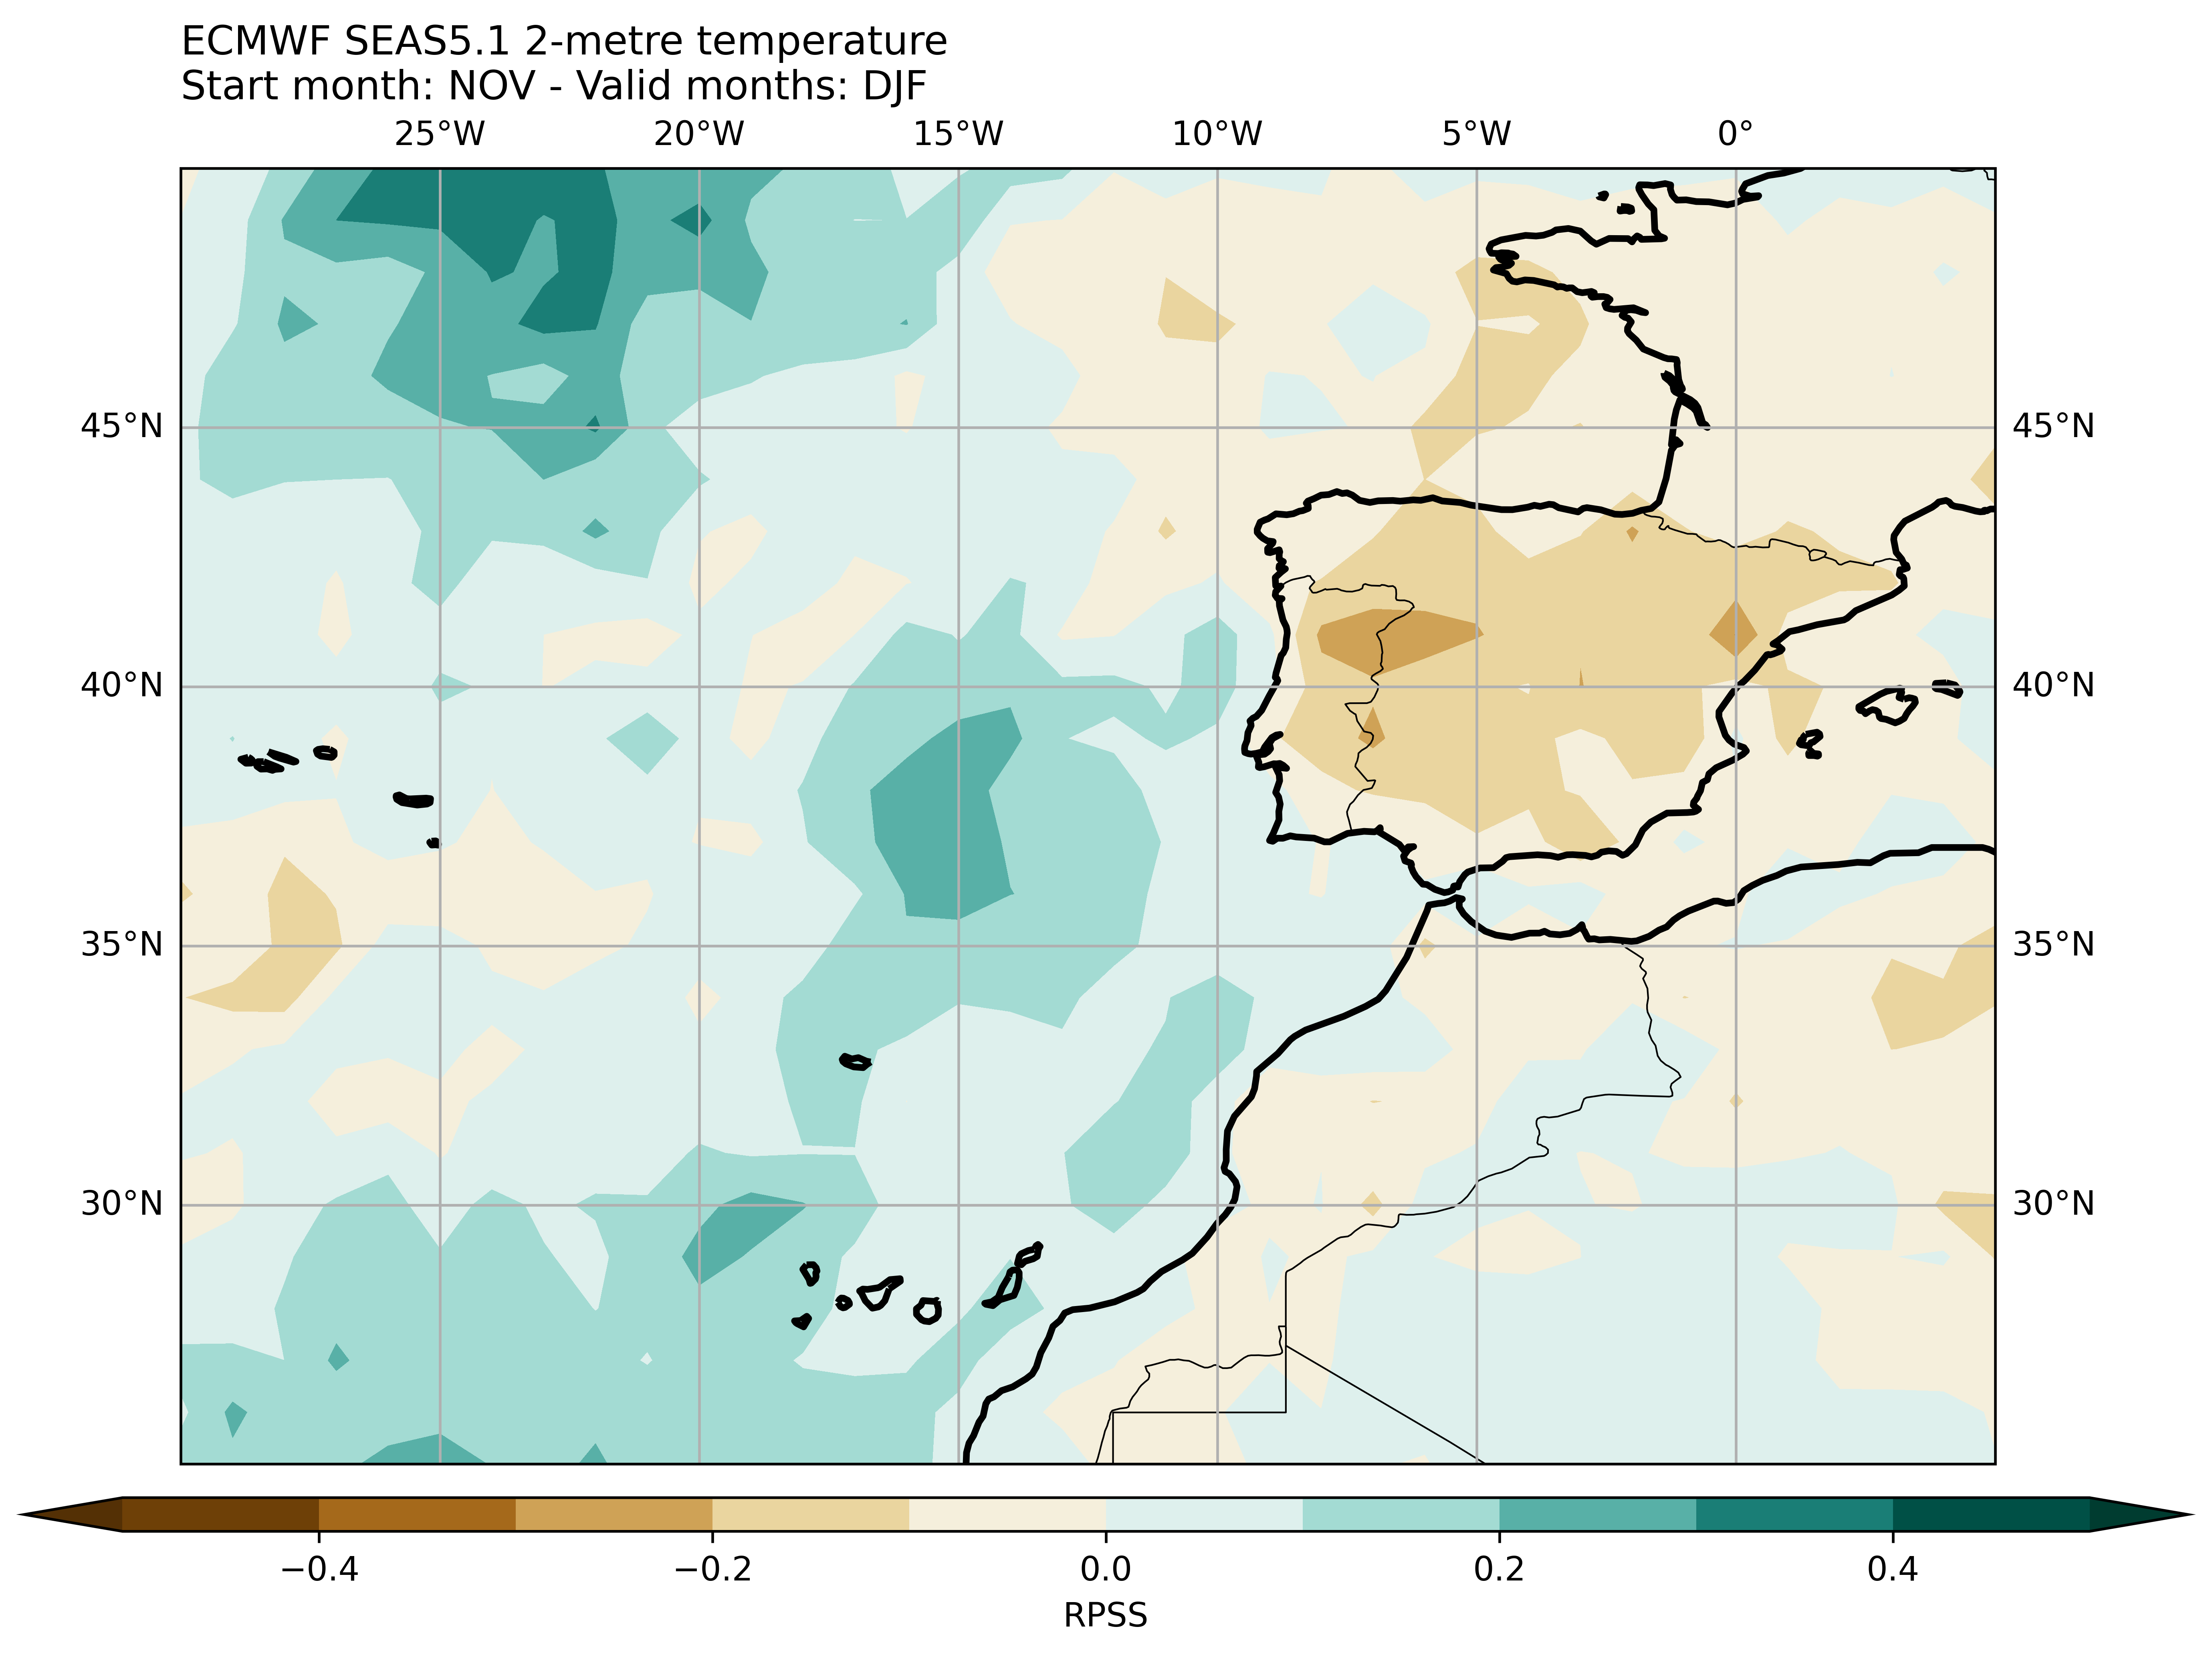 ECMWF SEAS5.1 2-metre temperature
Start month: NOV - Valid months: DJF
25°W 20°W 15°W 10°W 5°W 0°
45°N 45°N
40°N 40°N
35°N 35°N
30°N 30°N
−0.4 −0.2 0.0 0.2 0.4
RPSS